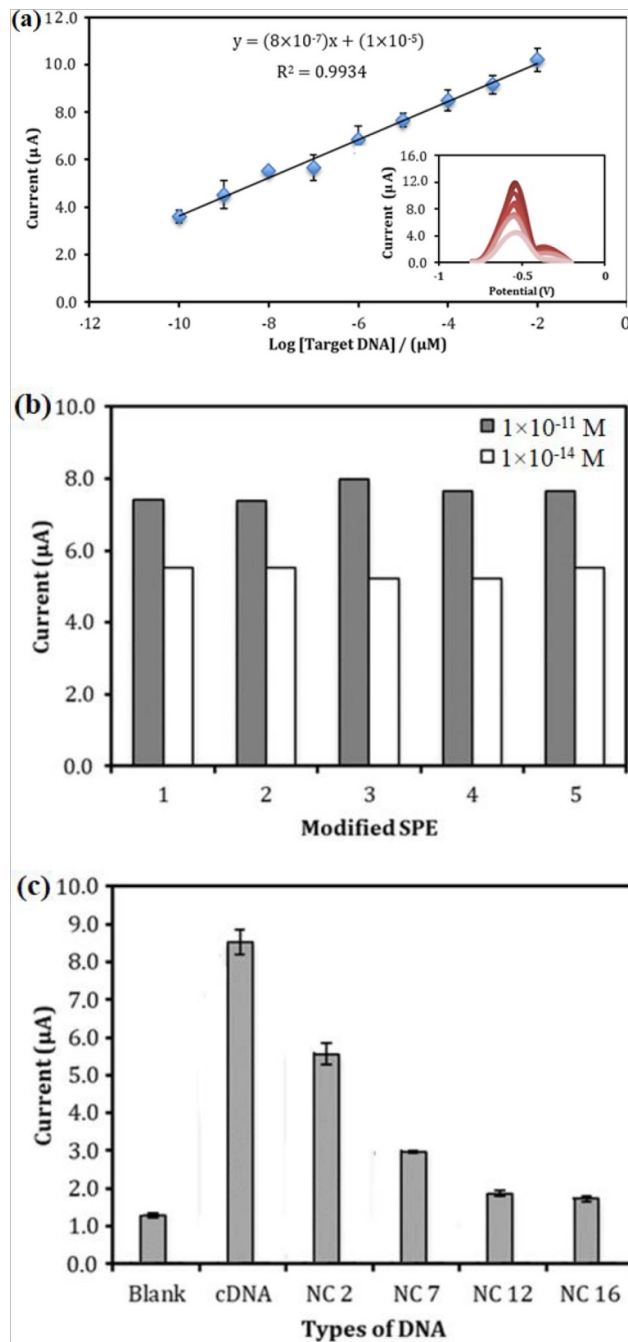 (a)
12.0
10.0
8.0
6.0
4.0
2.0
0.0
Current (μ A)
y = (8×10⁻⁷)x + (1×10⁻⁵)
R² = 0.9934
16.0
12.0
8.0
4.0
0.0
Current (μ A)
-1 -0.5 0
Potential (V)
-12 -10 -8 -6 -4 -2 0
Log [Target DNA] / (μM)
(b)
10.0
8.0
6.0
4.0
2.0
0.0
Current (μA)
1×10⁻¹¹ M
1×10⁻¹⁴ M
1 2 3 4 5
Modified SPE
(c)
10.0
9.0
8.0
7.0
6.0
5.0
4.0
3.0
2.0
1.0
0.0
Current (μA)
Blank cDNA NC 2 NC 7 NC 12 NC 16
Types of DNA